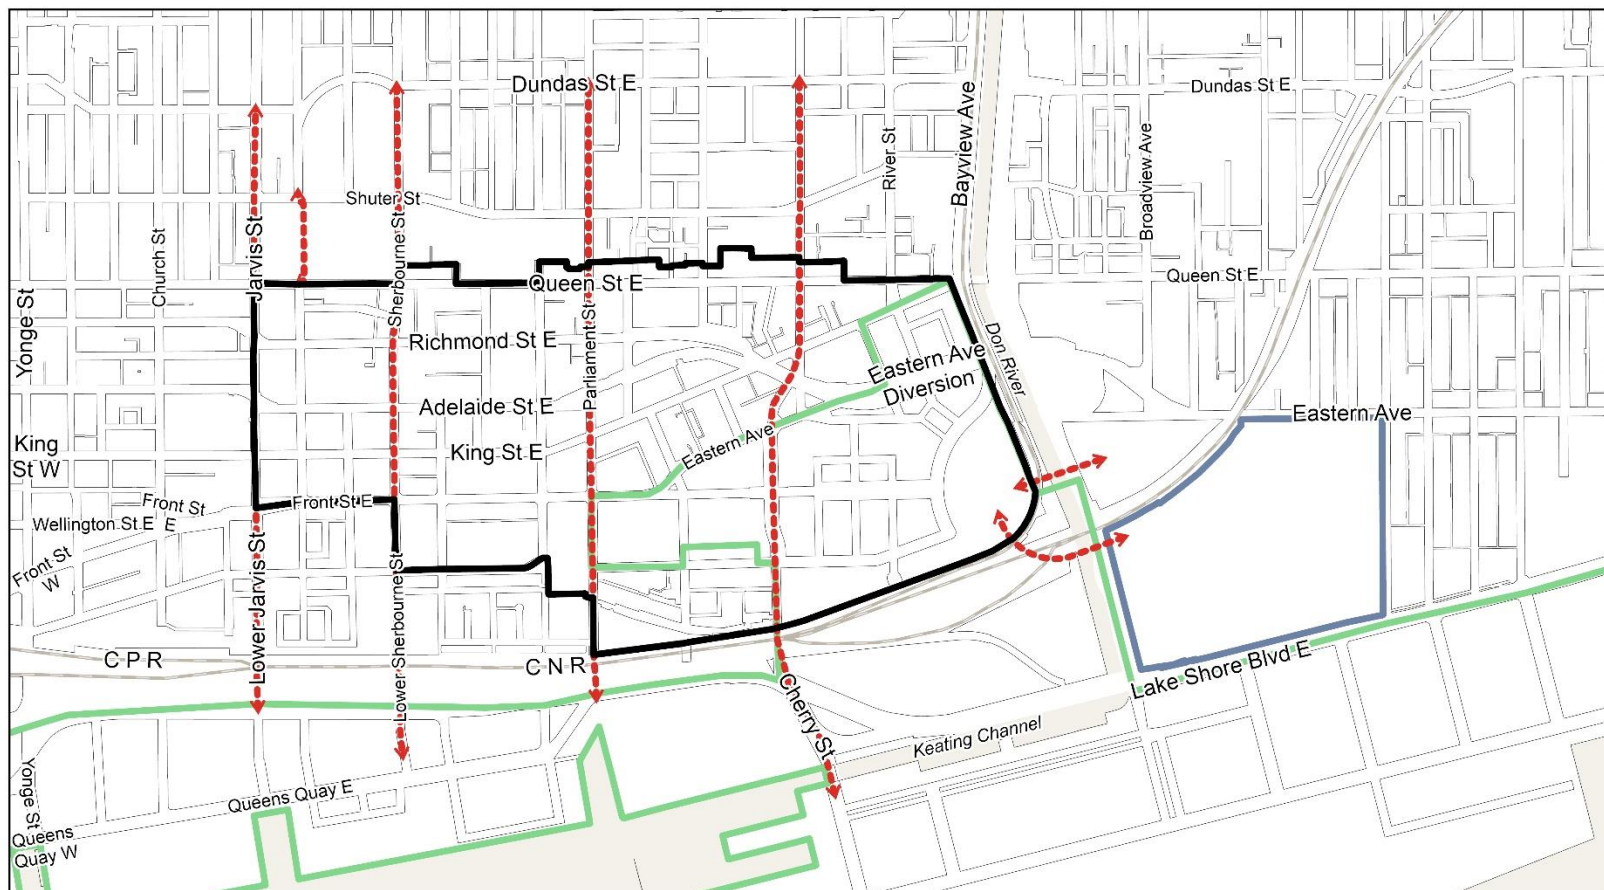 Dundas St E
Dundas St E
Bayview Ave
River St
Broadview Ave
Shuter St
Jarvis St
Sherbourne St
Church St
Queen St E
Queen St E
Yonge St
Richmond St E
Parliament St
Don River
Eastern Ave
Diversion
Adelaide St E
Eastern Ave
King
St W
King St E
Eastern Ave
Front St
E
Front St E
Wellington St E
Front St
W
Lower Jarvis St
Lower Sherbourne St
C P R
C N R
Cherry St
Lake Shore Blvd E
Keating Channel
Yonge St
Queens Quay E
Queens
Quay W